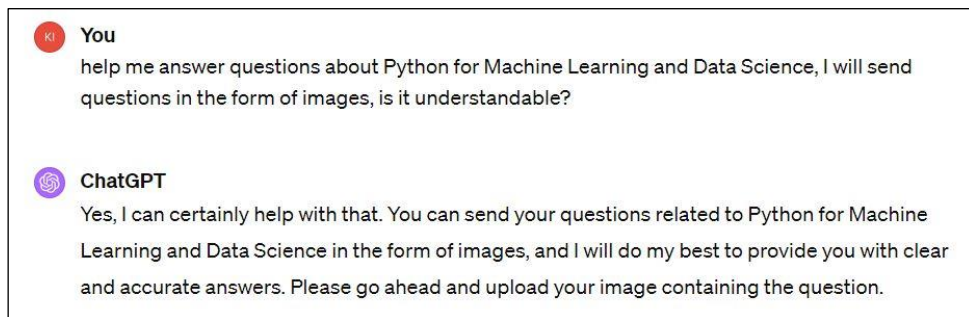 KI You
help me answer questions about Python for Machine Learning and Data Science, I will send
questions in the form of images, is it understandable?
ChatGPT
Yes, I can certainly help with that. You can send your questions related to Python for Machine
Learning and Data Science in the form of images, and I will do my best to provide you with clear
and accurate answers. Please go ahead and upload your image containing the question.